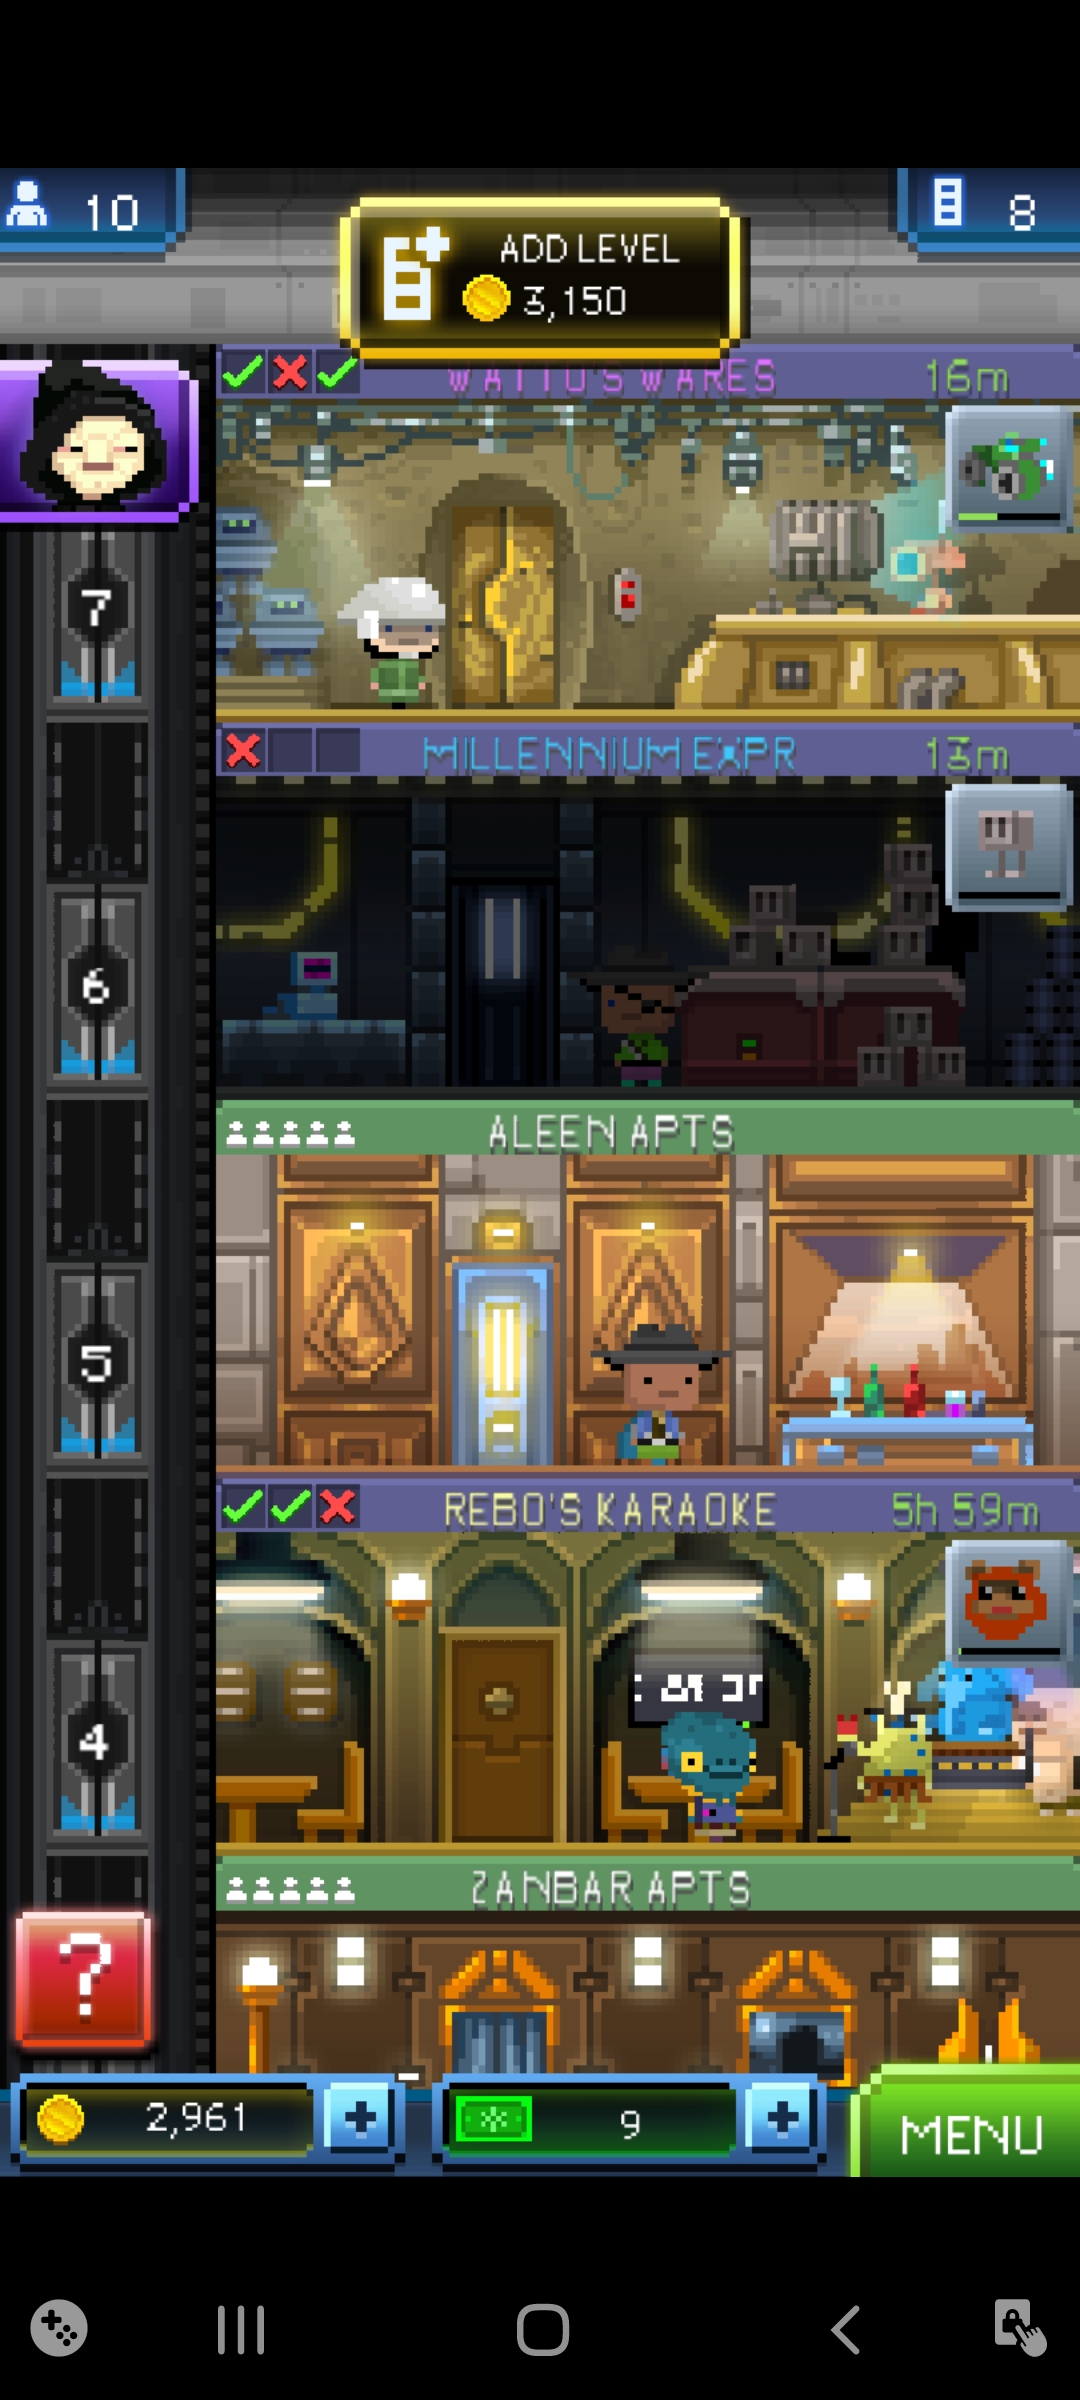 10
ADD LEVEL
3,150
8
WATTO'S WARES 16m
7
MILLENNIUM EXPR 13m
6
ALEEN APTS
5
REBO'S KARAOKE 5h 59m
4
ZANBAR APTS
?
2,961
9
MENU